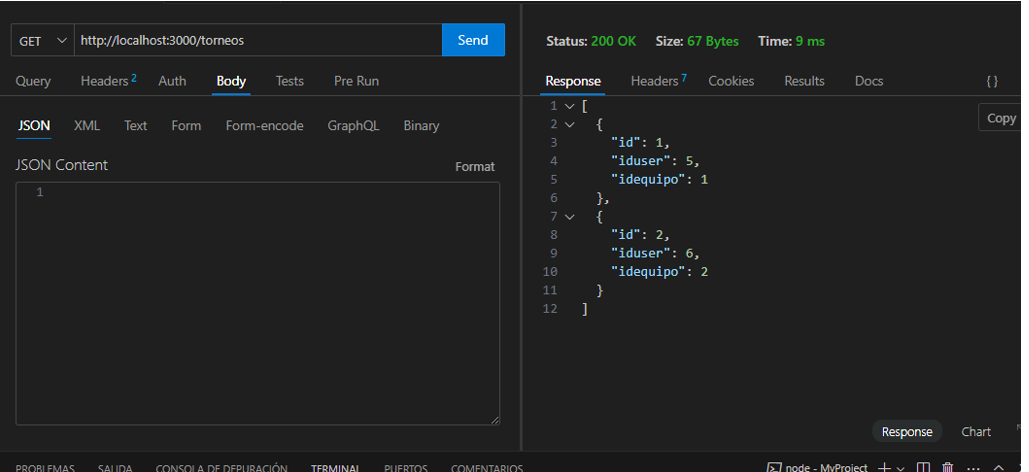 GET http://localhost:3000/torneos Send
Status: 200 OK Size: 67 Bytes Time: 9 ms
Query Headers 2 Auth Body Tests Pre Run
Response Headers 7 Cookies Results Docs { }
JSON XML Text Form Form-encode GraphQL Binary
JSON Content Format
1
1 [
2 {
3 "id": 1,
4 "iduser": 5,
5 "idequipo": 1
6 },
7 {
8 "id": 2,
9 "iduser": 6,
10 "idequipo": 2
11 }
12 ]
Copy
Response Chart
PROBLEMAS SALIDA CONSOLA DE DEPURACIÓN TERMINAL PUERTOS COMENTARIOS node - MyProject